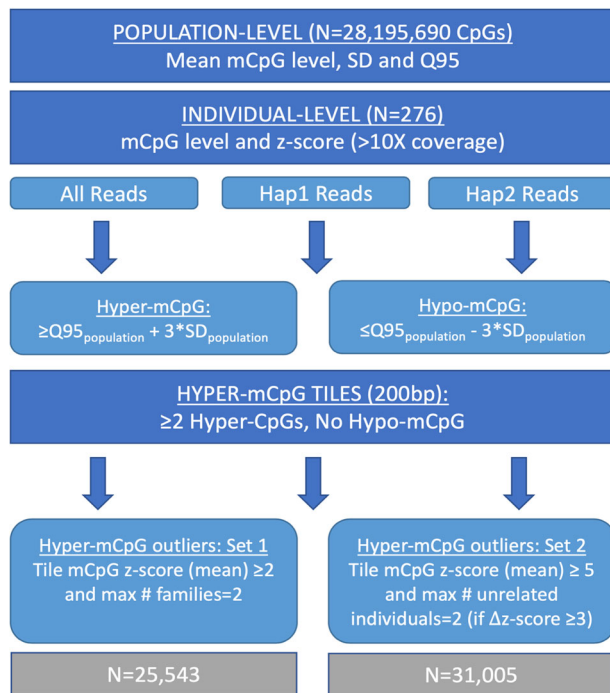 POPULATION-LEVEL (N=28,195,690 CpGs)
Mean mCpG level, SD and Q95
INDIVIDUAL-LEVEL (N=276)
mCpG level and z-score (>10X coverage)
All Reads
Hap1 Reads
Hap2 Reads
Hyper-mCpG:
≥Q95population + 3*SDpopulation
Hypo-mCpG:
≤Q95population - 3*SDpopulation
HYPER-mCpG TILES (200bp):
≥2 Hyper-CpGs, No Hypo-mCpG
Hyper-mCpG outliers: Set 1
Tile mCpG z-score (mean) ≥2
and max # families=2
Hyper-mCpG outliers: Set 2
Tile mCpG z-score (mean) ≥ 5
and max # unrelated
individuals=2 (if Δz-score ≥3)
N=25,543
N=31,005